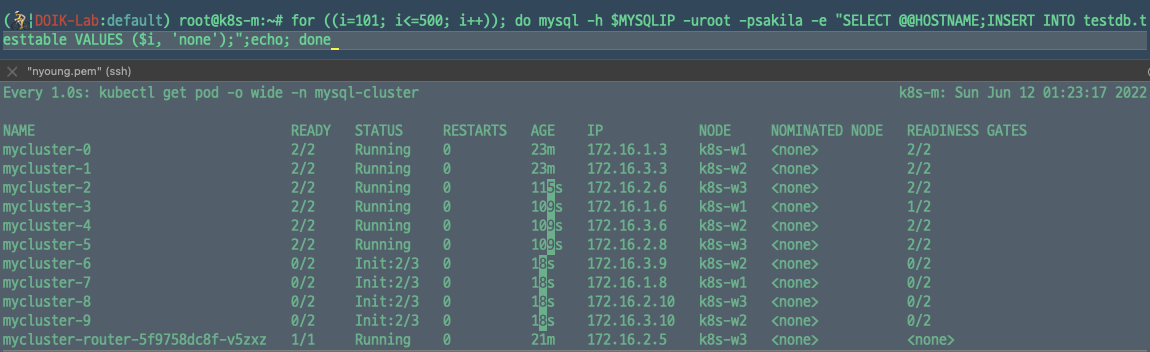 (🧚|DOIK-Lab:default) root@k8s-m:~# for ((i=101; i<=500; i++)); do mysql -h $MYSQLIP -uroot -psakila -e "SELECT @@HOSTNAME;INSERT INTO testdb.t
esttable VALUES ($i, 'none');";echo; done
"nyoung.pem" (ssh)
Every 1.0s: kubectl get pod -o wide -n mysql-cluster k8s-m: Sun Jun 12 01:23:17 2022
NAME READY STATUS RESTARTS AGE IP NODE NOMINATED NODE READINESS GATES
mycluster-0 2/2 Running 0 23m 172.16.1.3 k8s-w1 <none> 2/2
mycluster-1 2/2 Running 0 23m 172.16.3.3 k8s-w2 <none> 2/2
mycluster-2 2/2 Running 0 115s 172.16.2.6 k8s-w3 <none> 2/2
mycluster-3 2/2 Running 0 109s 172.16.1.6 k8s-w1 <none> 1/2
mycluster-4 2/2 Running 0 109s 172.16.3.6 k8s-w2 <none> 2/2
mycluster-5 2/2 Running 0 109s 172.16.2.8 k8s-w3 <none> 2/2
mycluster-6 0/2 Init:2/3 0 18s 172.16.3.9 k8s-w2 <none> 0/2
mycluster-7 0/2 Init:2/3 0 18s 172.16.1.8 k8s-w1 <none> 0/2
mycluster-8 0/2 Init:2/3 0 18s 172.16.2.10 k8s-w3 <none> 0/2
mycluster-9 0/2 Init:2/3 0 18s 172.16.3.10 k8s-w2 <none> 0/2
mycluster-router-5f9758dc8f-v5zxz 1/1 Running 0 21m 172.16.2.5 k8s-w3 <none> <none>